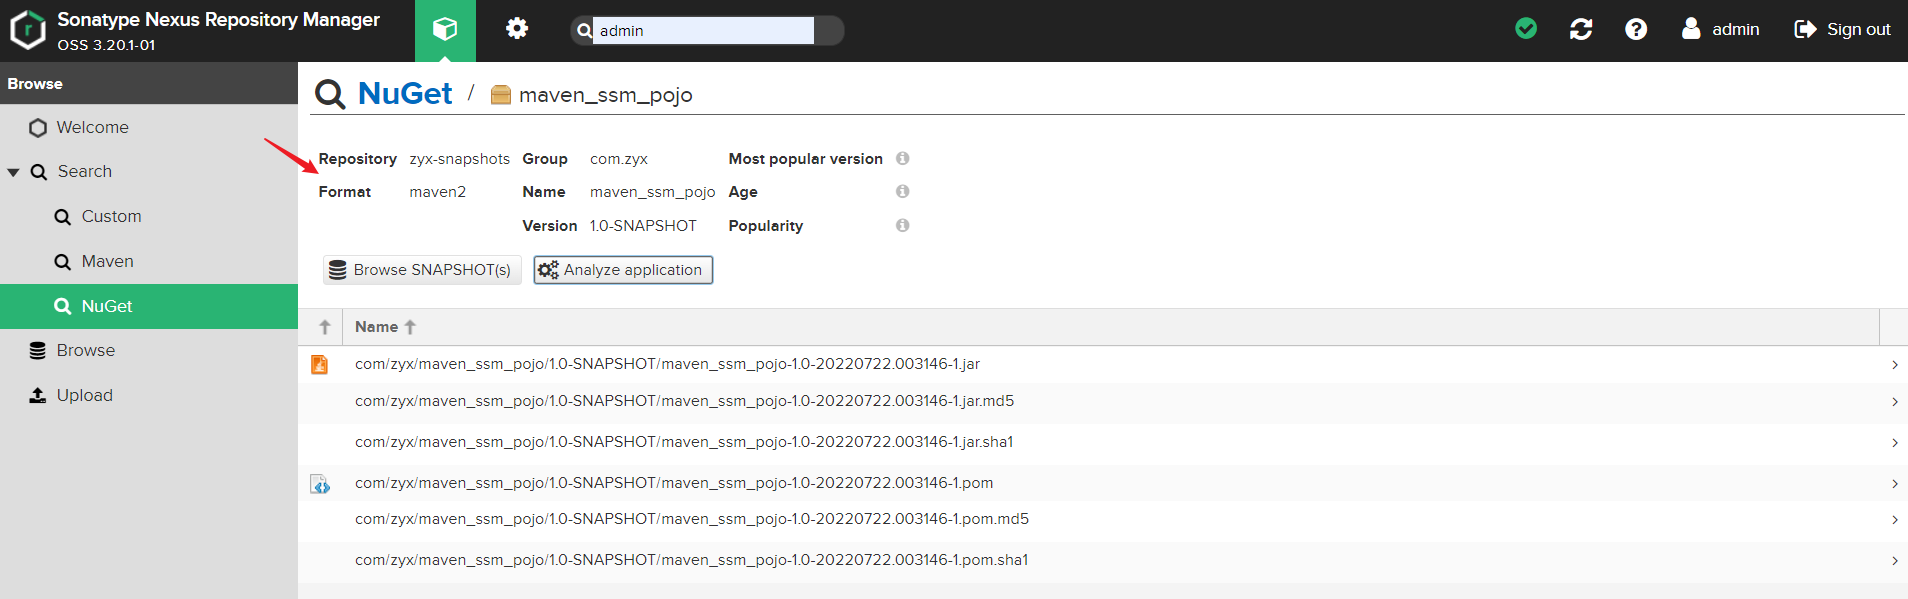 Sonatype Nexus Repository Manager
OSS 3.20.1-01
admin
admin
Sign out
Browse
Welcome
Search
Custom
Maven
NuGet
Browse
Upload
NuGet / maven_ssm_pojo
Repository zyx-snapshots Group com.zyx Most popular version
Format maven2 Name maven_ssm_pojo Age
Version 1.0-SNAPSHOT Popularity
Browse SNAPSHOT(s) Analyze application
Name
com/zyx/maven_ssm_pojo/1.0-SNAPSHOT/maven_ssm_pojo-1.0-20220722.003146-1.jar
com/zyx/maven_ssm_pojo/1.0-SNAPSHOT/maven_ssm_pojo-1.0-20220722.003146-1.jar.md5
com/zyx/maven_ssm_pojo/1.0-SNAPSHOT/maven_ssm_pojo-1.0-20220722.003146-1.jar.sha1
com/zyx/maven_ssm_pojo/1.0-SNAPSHOT/maven_ssm_pojo-1.0-20220722.003146-1.pom
com/zyx/maven_ssm_pojo/1.0-SNAPSHOT/maven_ssm_pojo-1.0-20220722.003146-1.pom.md5
com/zyx/maven_ssm_pojo/1.0-SNAPSHOT/maven_ssm_pojo-1.0-20220722.003146-1.pom.sha1